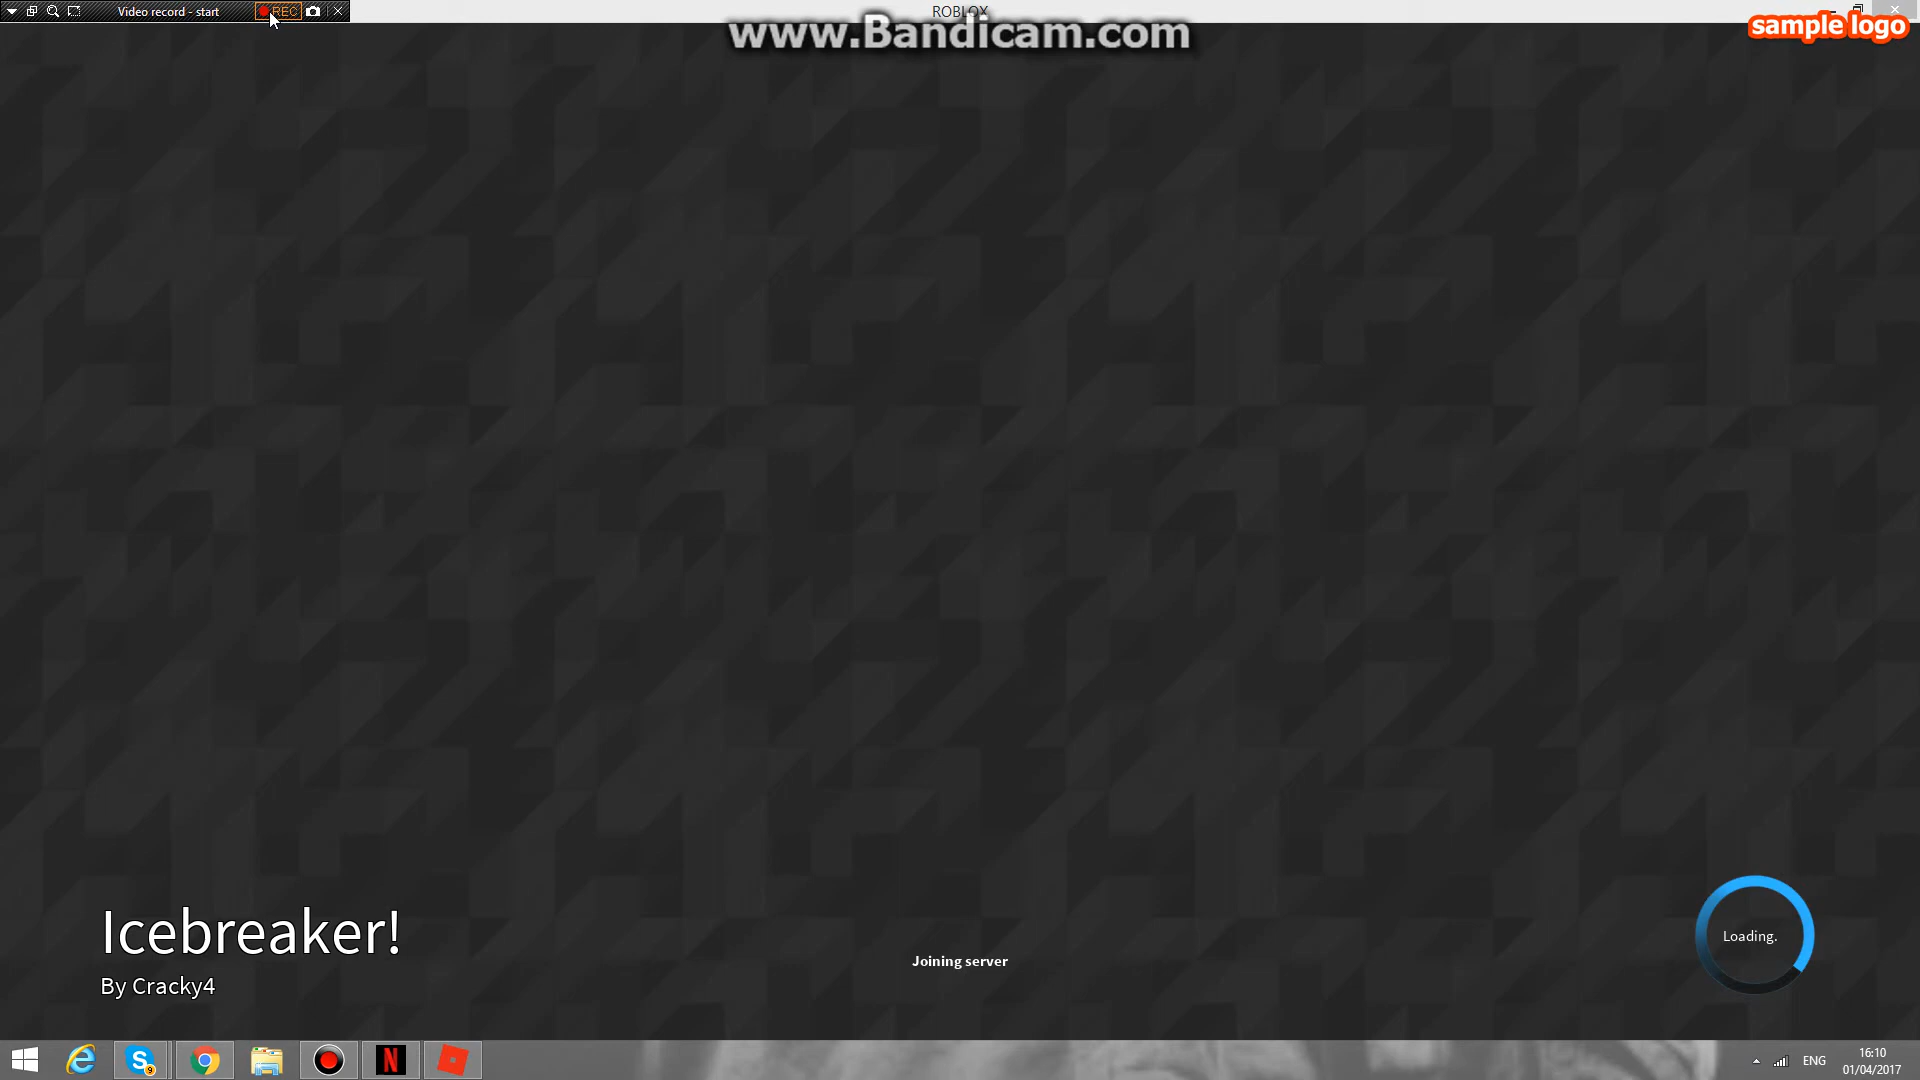 Video record - start
REC
ROBLOX
www.Bandicam.com
sample logo
Icebreaker!
By Cracky4
Joining server
Loading.
S
9
N
ENG
16:10
01/04/2017